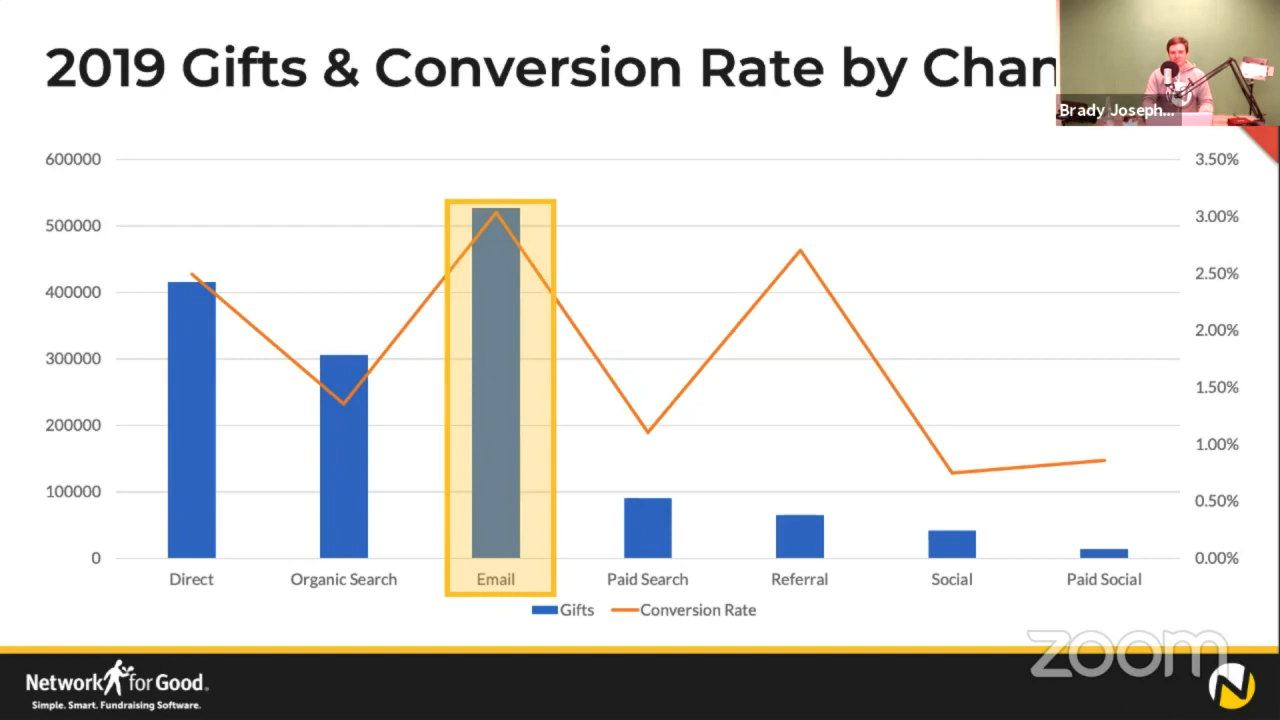 2019 Gifts & Conversion Rate by Chan
Brady Joseph...
600000
500000
400000
300000
200000
100000
0
3.50%
3.00%
2.50%
2.00%
1.50%
1.00%
0.50%
0.00%
Direct Organic Search Email Paid Search Referral Social Paid Social
Gifts Conversion Rate
zoom
Network for Good.
Simple. Smart. Fundraising Software.
N